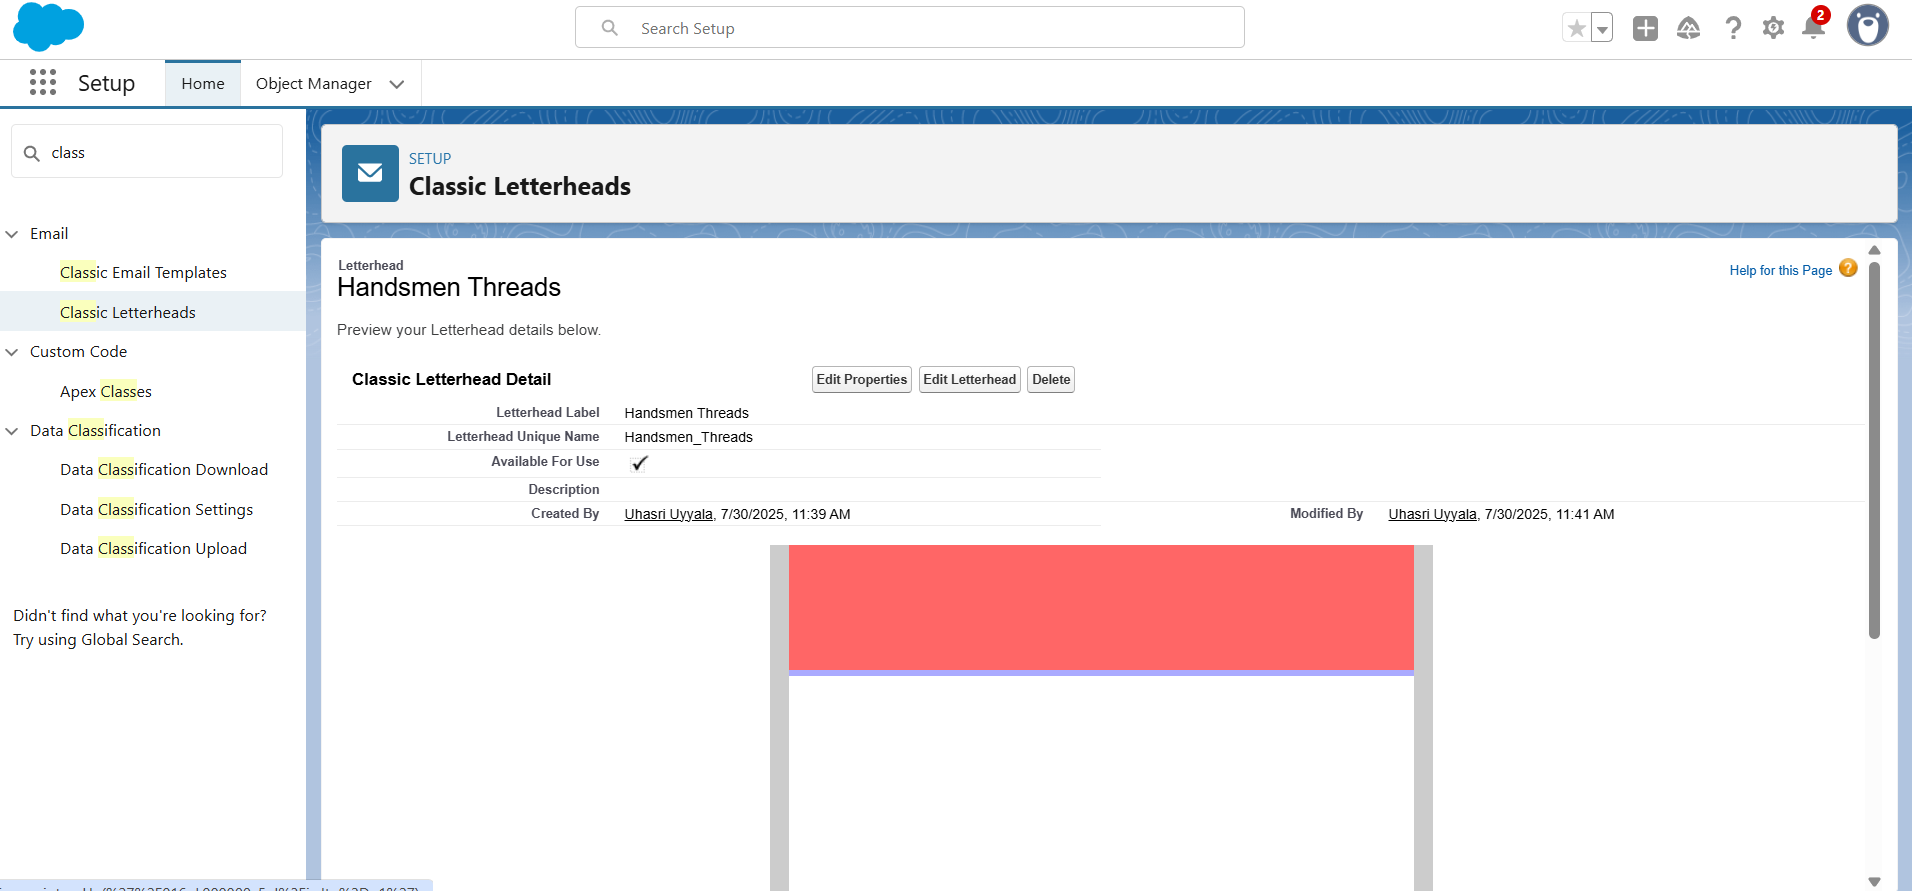 Search Setup
2
Setup
Home
Object Manager
class
Email
Classic Email Templates
Classic Letterheads
Custom Code
Apex Classes
Data Classification
Data Classification Download
Data Classification Settings
Data Classification Upload
Didn't find what you're looking for?
Try using Global Search.
SETUP
Classic Letterheads
Letterhead
Handsmen Threads
Help for this Page
Preview your Letterhead details below.
Classic Letterhead Detail
Edit Properties Edit Letterhead Delete
Letterhead Label Handsmen Threads
Letterhead Unique Name Handsmen_Threads
Available For Use
Description
Created By Uhasri Uyyala, 7/30/2025, 11:39 AM Modified By Uhasri Uyyala, 7/30/2025, 11:41 AM